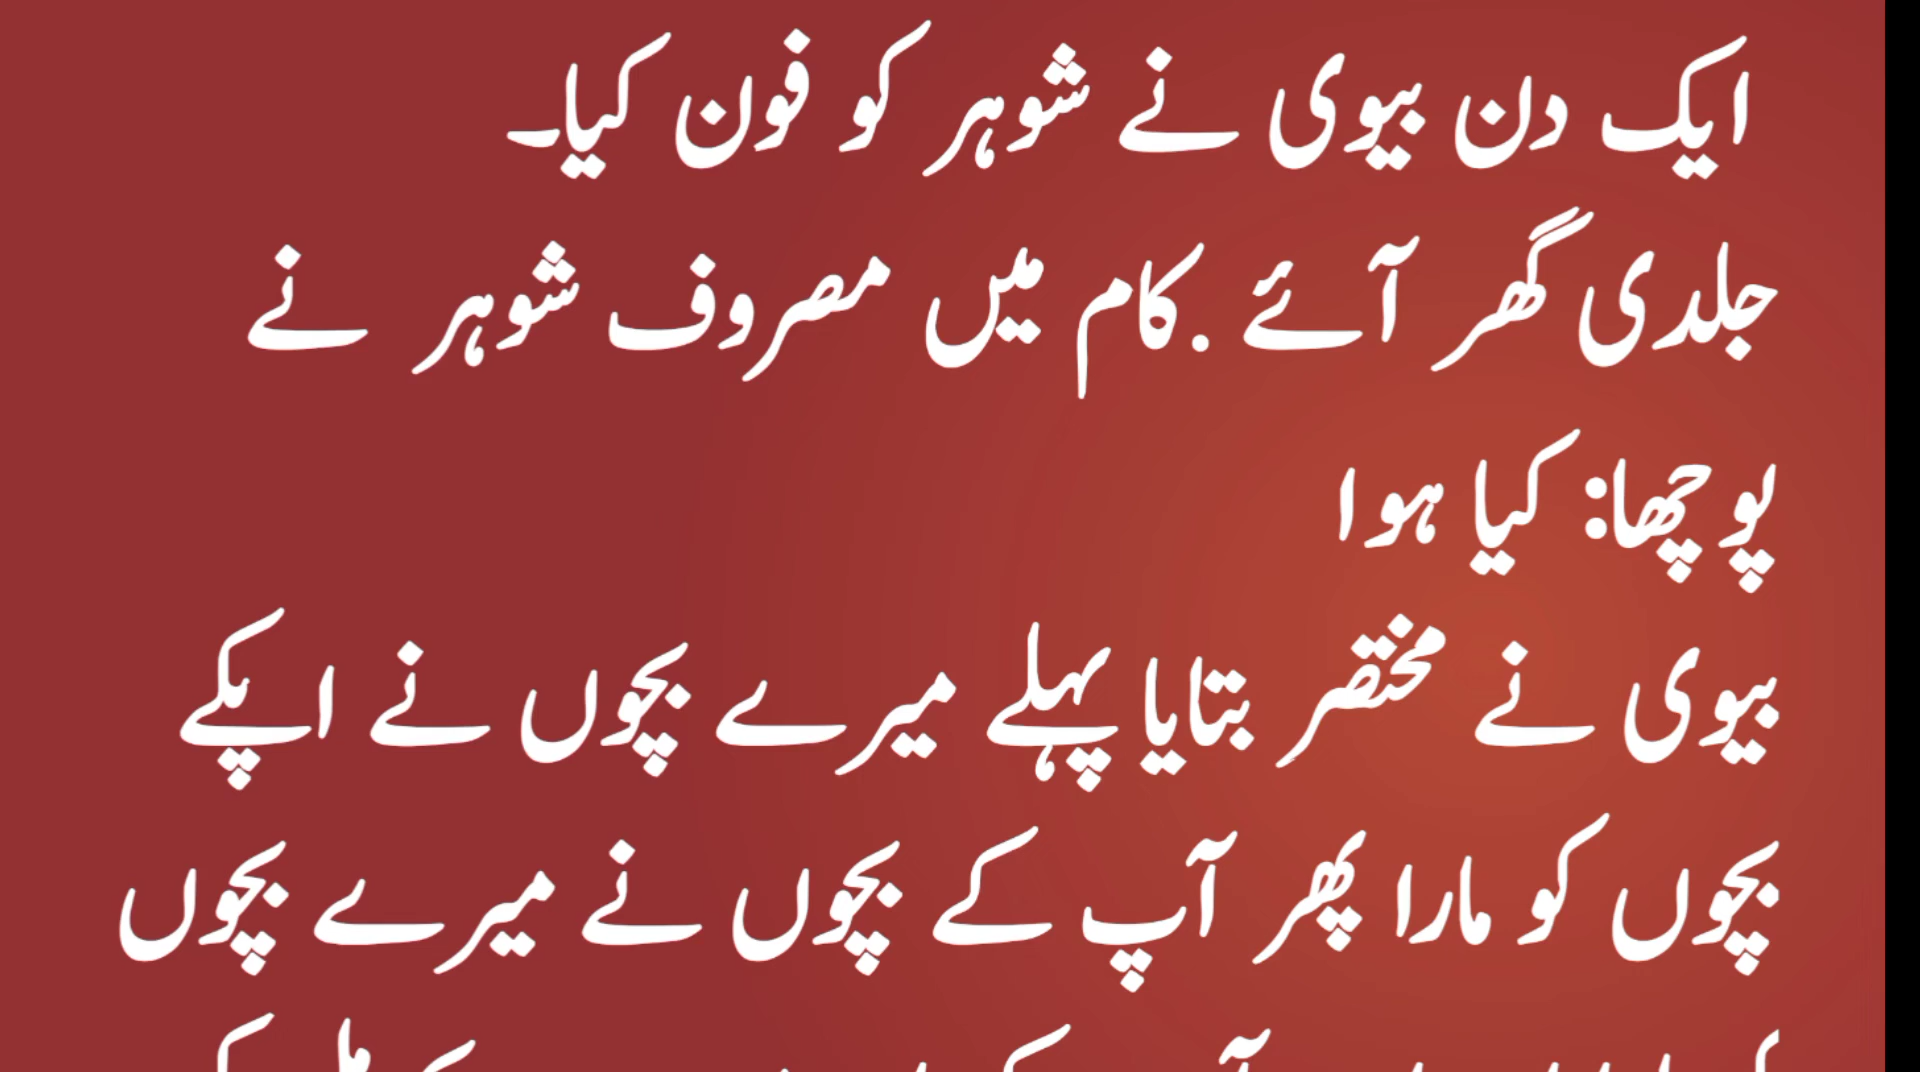 ایک دن بیوی نے شوہر کو فون کیا۔
جلدی گھر آئے .کام میں مصروف شوہر نے
پوچھا: کیا ہوا
بیوی نے مختصر بتایا پہلے میرے بچوں نے اپکے
بچوں کو مارا پھر آپ کے بچوں نے میرے بچوں